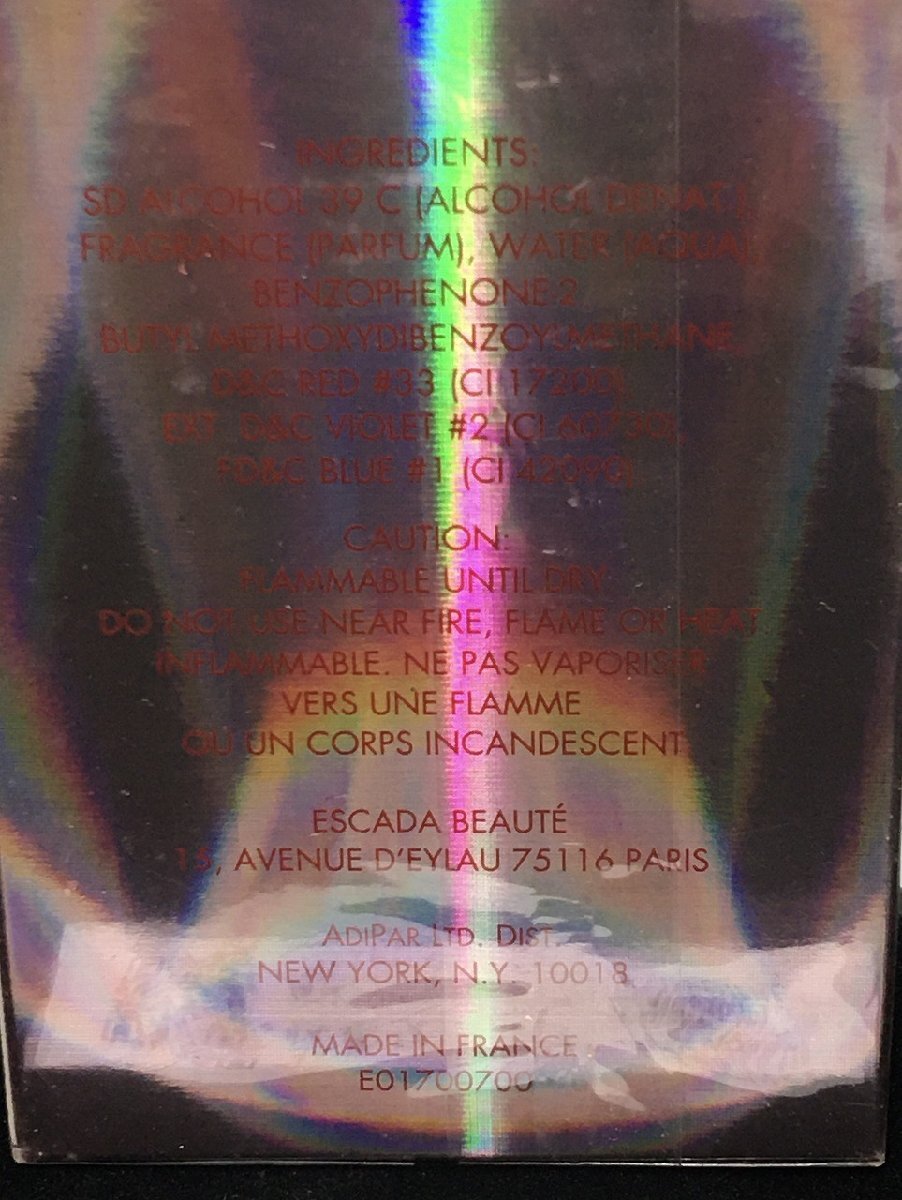 INGREDIENTS:
SD ALCOHOL 39 C (ALCOHOL DENAT.),
FRAGRANCE (PARFUM), WATER (AQUA),
BENZOPHENONE 2
BUTYL METHOXYDIBENZOYLMETHANE,
D&C RED #33 (CI 17200),
EXT. D&C VIOLET #2 (CI 60730),
FD&C BLUE #1 (CI 42090).
CAUTION:
FLAMMABLE UNTIL DRY
DO NOT USE NEAR FIRE, FLAME OR HEAT
INFLAMMABLE. NE PAS VAPORISER
VERS UNE FLAMME
OU UN CORPS INCANDESCENT
ESCADA BEAUTÉ
15, AVENUE D'EYLAU 75116 PARIS
ADIPAR LTD. DIST.
NEW YORK, N.Y. 10018
MADE IN FRANCE
E01700700